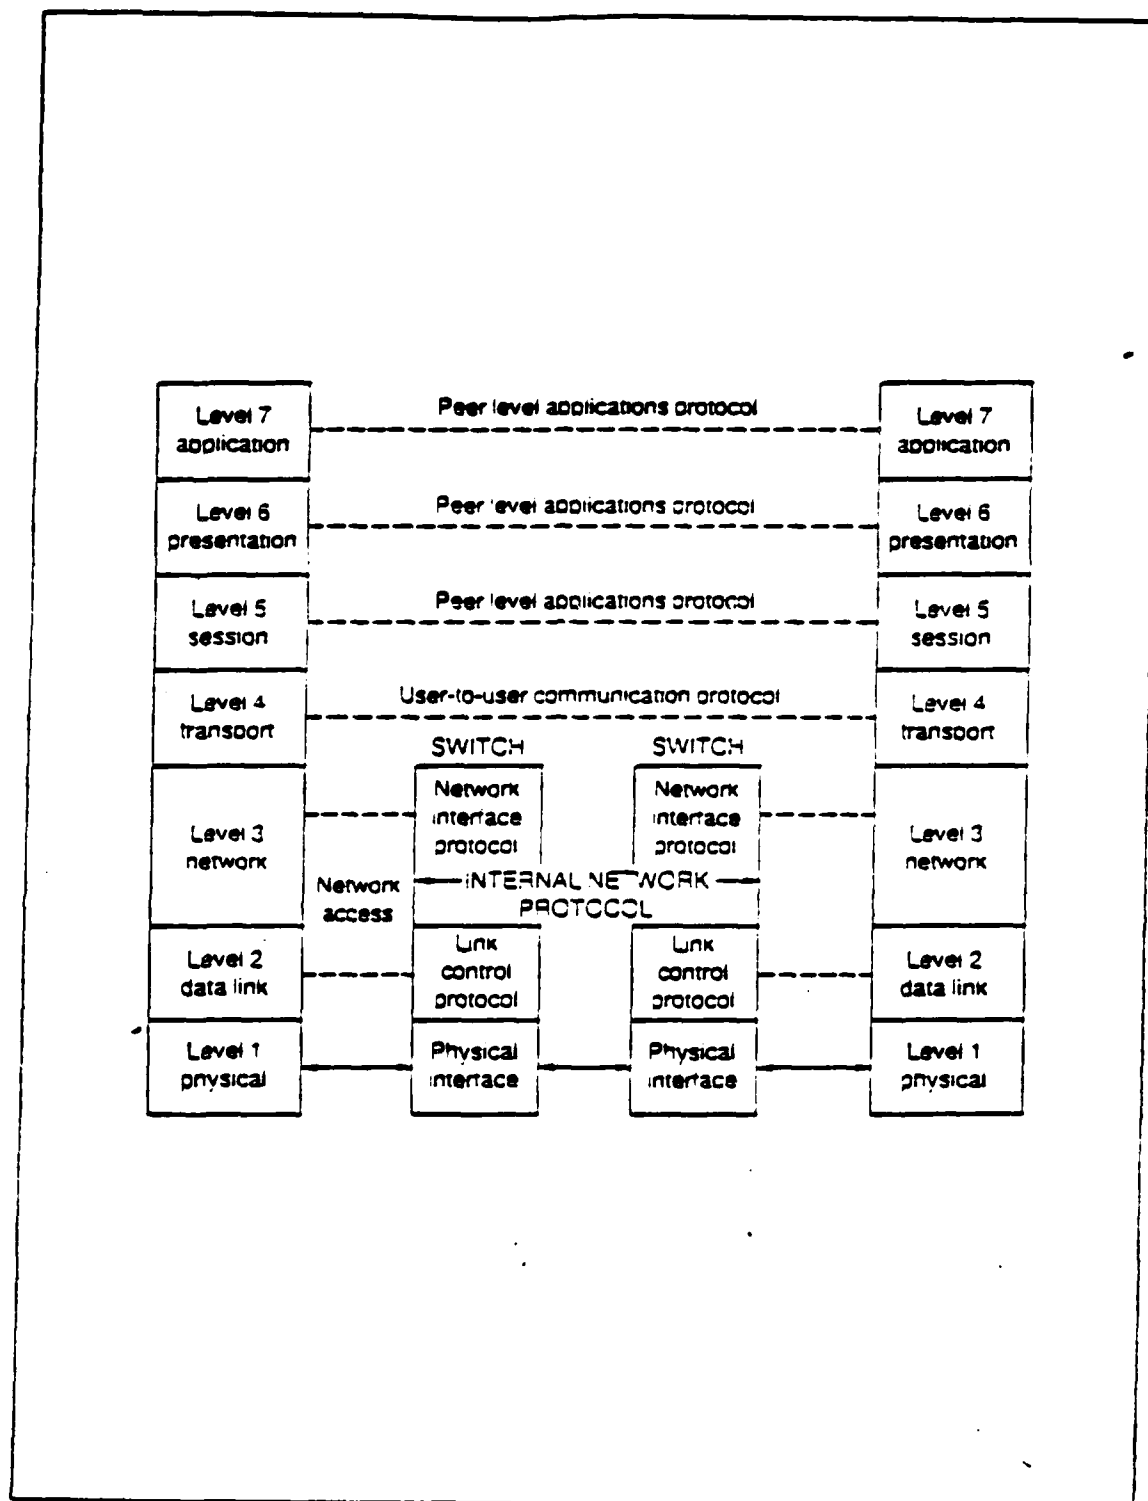 Level 7
application
Peer level applications protocol
Level 7
application
Level 6
presentation
Peer level applications protocol
Level 6
presentation
Level 5
session
Peer level applications protocol
Level 5
session
Level 4
transport
User-to-user communication protocol
Level 4
transport
SWITCH
SWITCH
Level 3
network
Network
interface
protocol
Network
interface
protocol
Level 3
network
Network
access
INTERNAL NETWORK
PROTOCOL
Level 2
data link
Link
control
protocol
Link
control
protocol
Level 2
data link
Level 1
physical
Physical
interface
Physical
interface
Level 1
physical